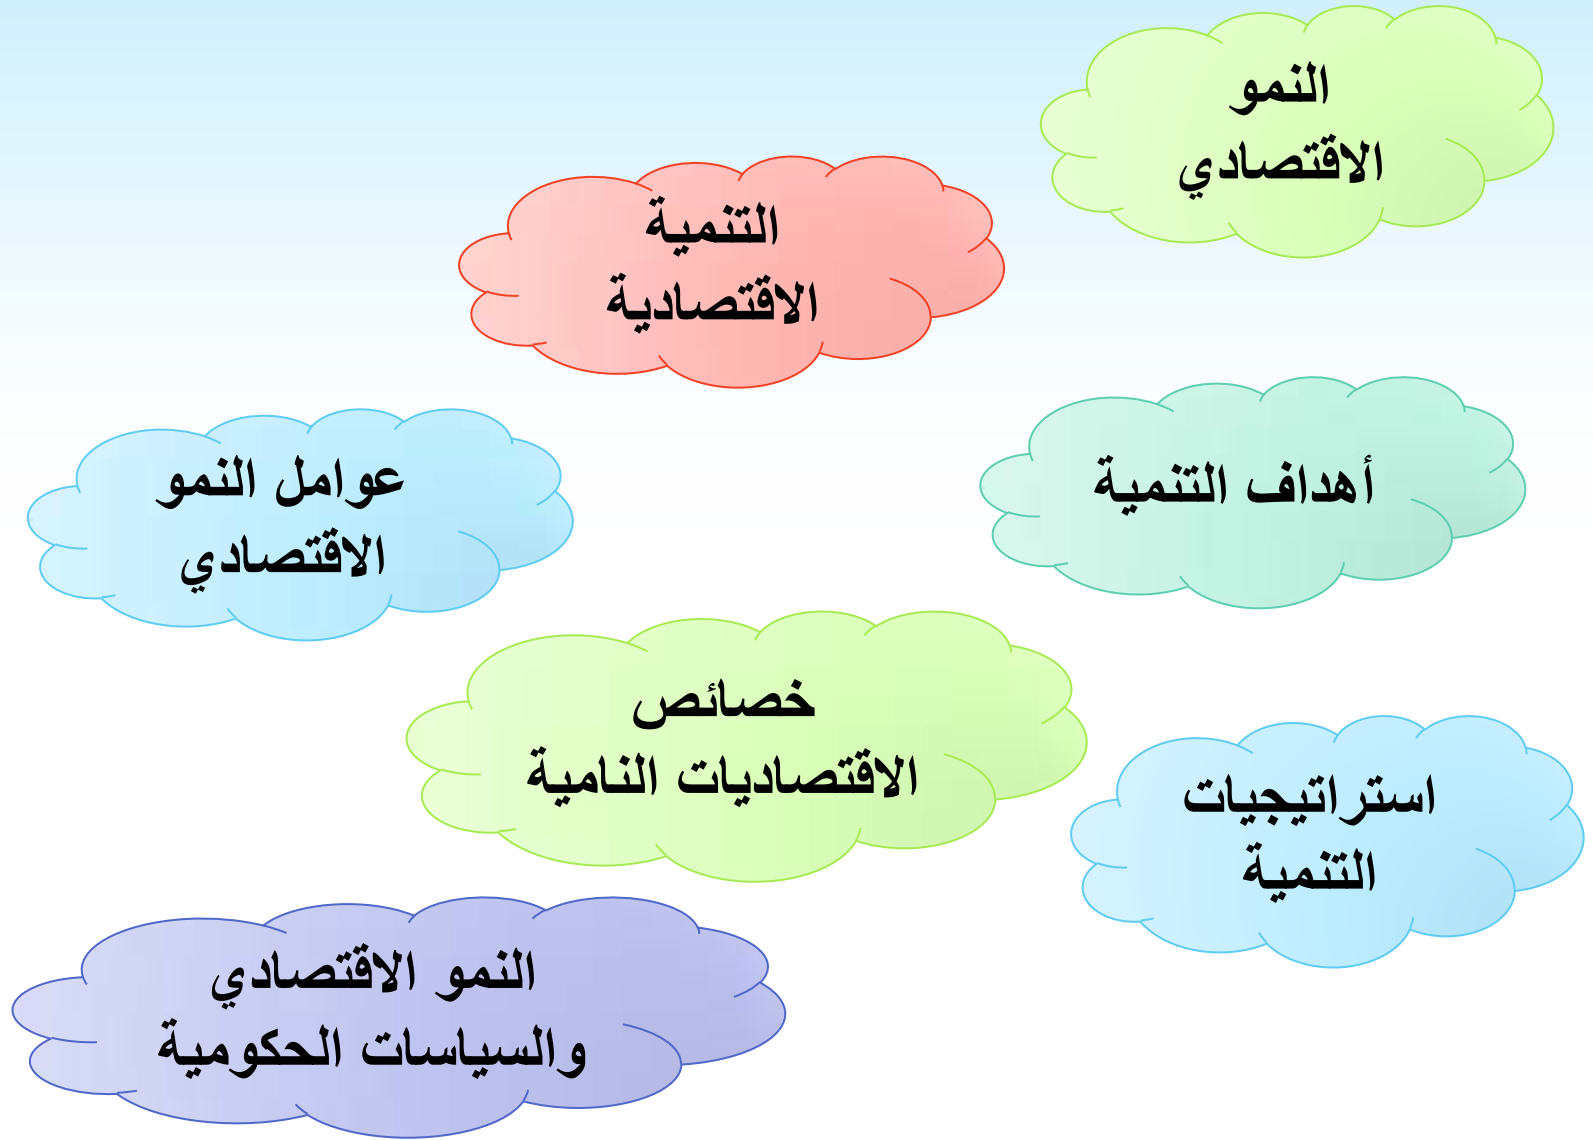 النمو
الاقتصادي
التنمية
الاقتصادية
أهداف التنمية
عوامل النمو
الاقتصادي
خصائص
الاقتصاديات النامية
استراتيجيات
التنمية
النمو الاقتصادي
والسياسات الحكومية